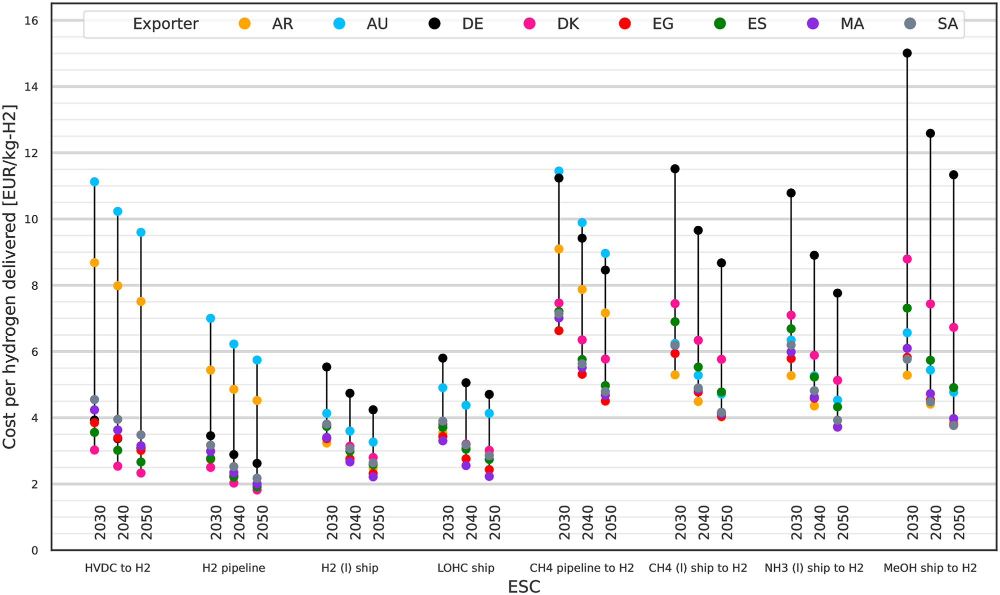 Cost per hydrogen delivered [EUR/kg-H2]
16
14
12
10
8
6
4
2
0
Exporter AR AU DE DK EG ES MA SA
2030 2040 2050 2030 2040 2050 2030 2040 2050 2030 2040 2050 2030 2040 2050 2030 2040 2050 2030 2040 2050 2030 2040 2050
HVDC to H2 H2 pipeline H2 (l) ship LOHC ship CH4 pipeline to H2 CH4 (l) ship to H2 NH3 (l) ship to H2 MeOH ship to H2
ESC